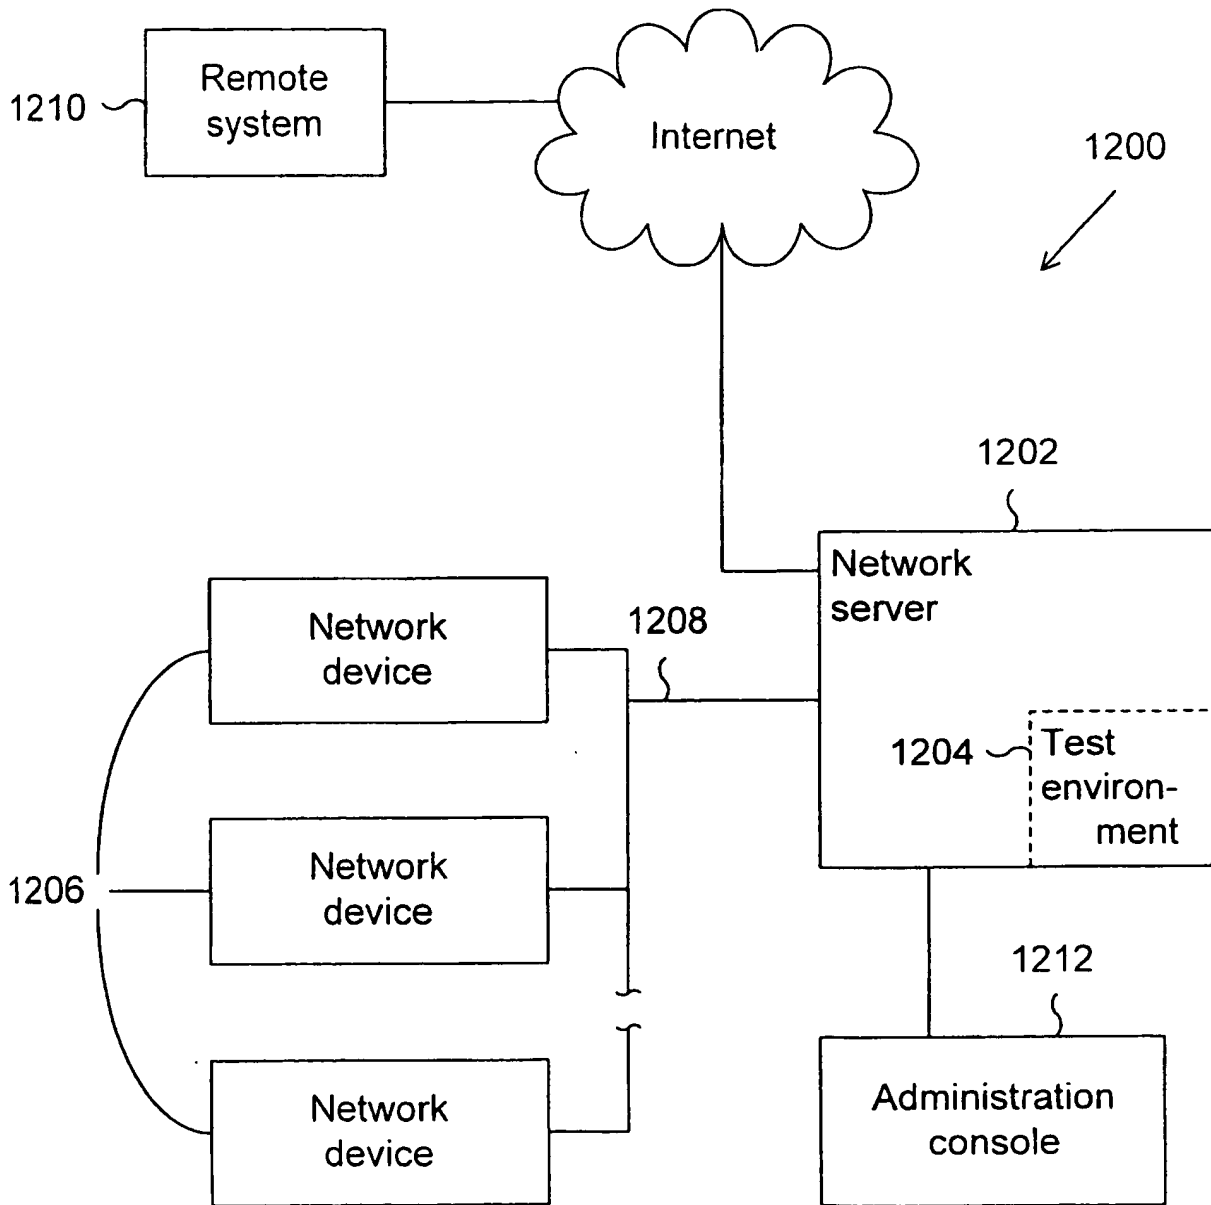 Remote
system
1210
Internet
1200
1202
Network
server
1208
Network
device
1204
Test
environ-
ment
1206
Network
device
1212
Network
device
Administration
console